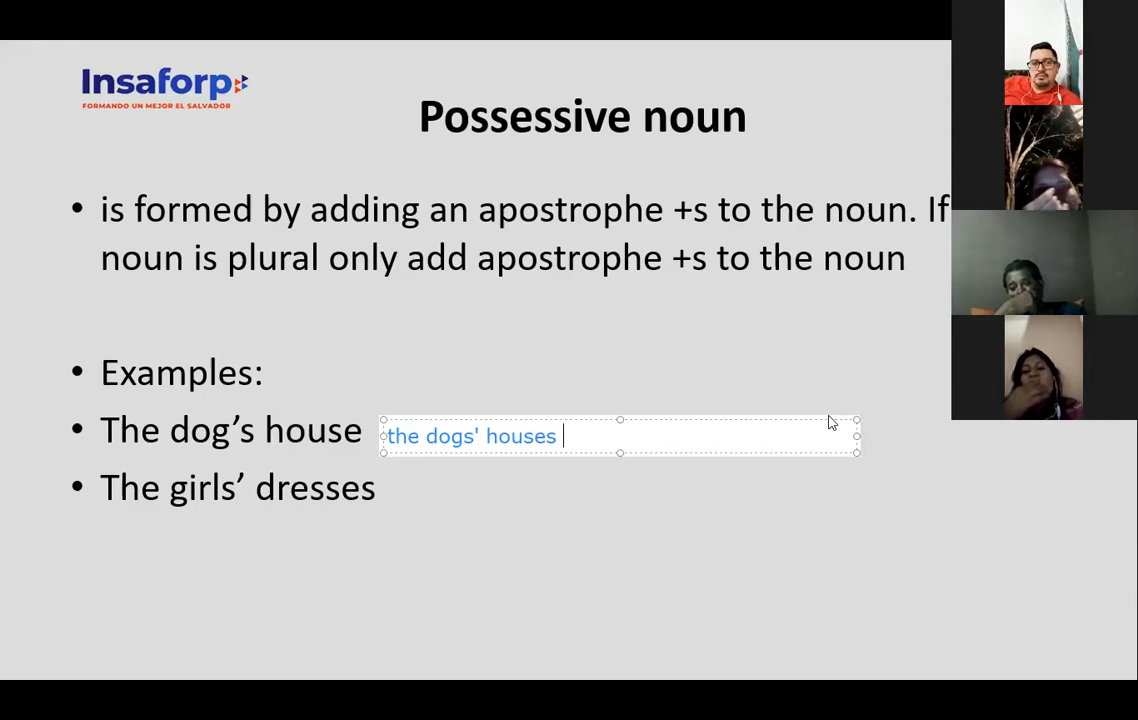 Insaforp
FORMANDO UN MEJOR EL SALVADOR
Possessive noun
• is formed by adding an apostrophe +s to the noun. If
noun is plural only add apostrophe +s to the noun
• Examples:
• The dog’s house the dogs' houses
• The girls’ dresses